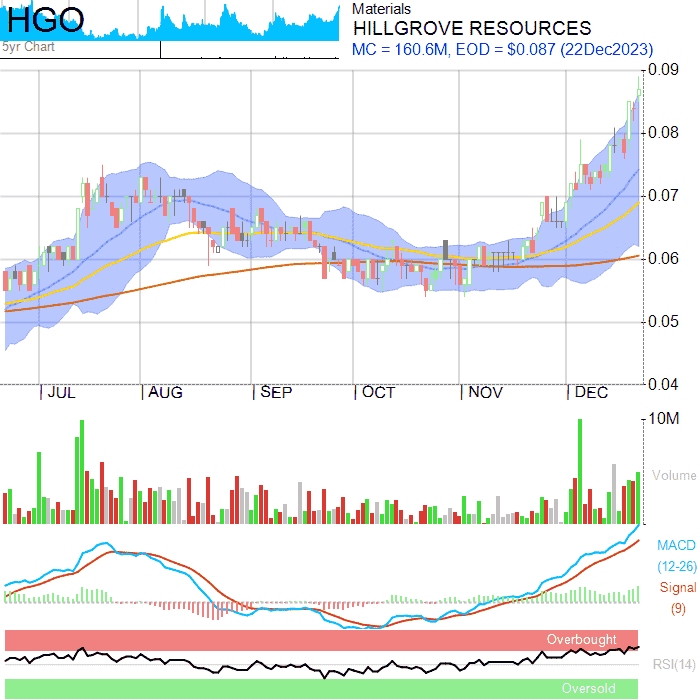 HGO
5yr Chart
Materials
HILLGROVE RESOURCES
MC = 160.6M, EOD = $0.087 (22Dec2023)
0.09
0.08
0.07
0.06
0.05
0.04
JUL AUG SEP OCT NOV DEC
10M
Volume
MACD
(12-26)
Signal
(9)
Overbought
RSI(14)
Oversold